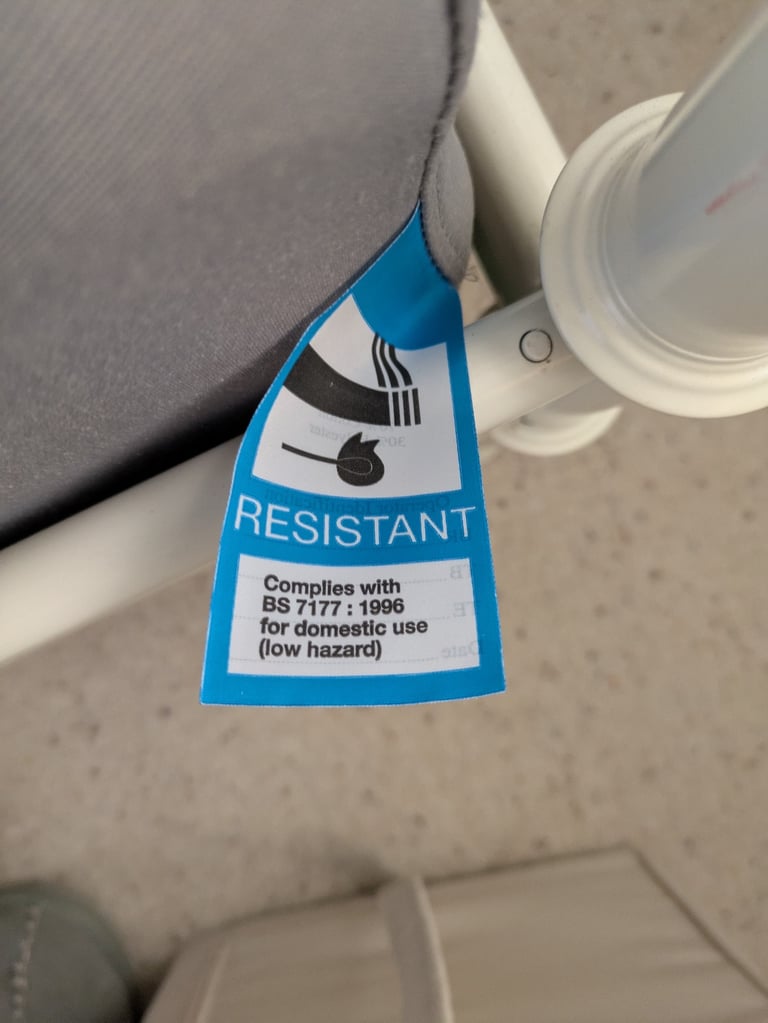 RESISTANT
Complies with
BS 7177 : 1996
for domestic use
(low hazard)